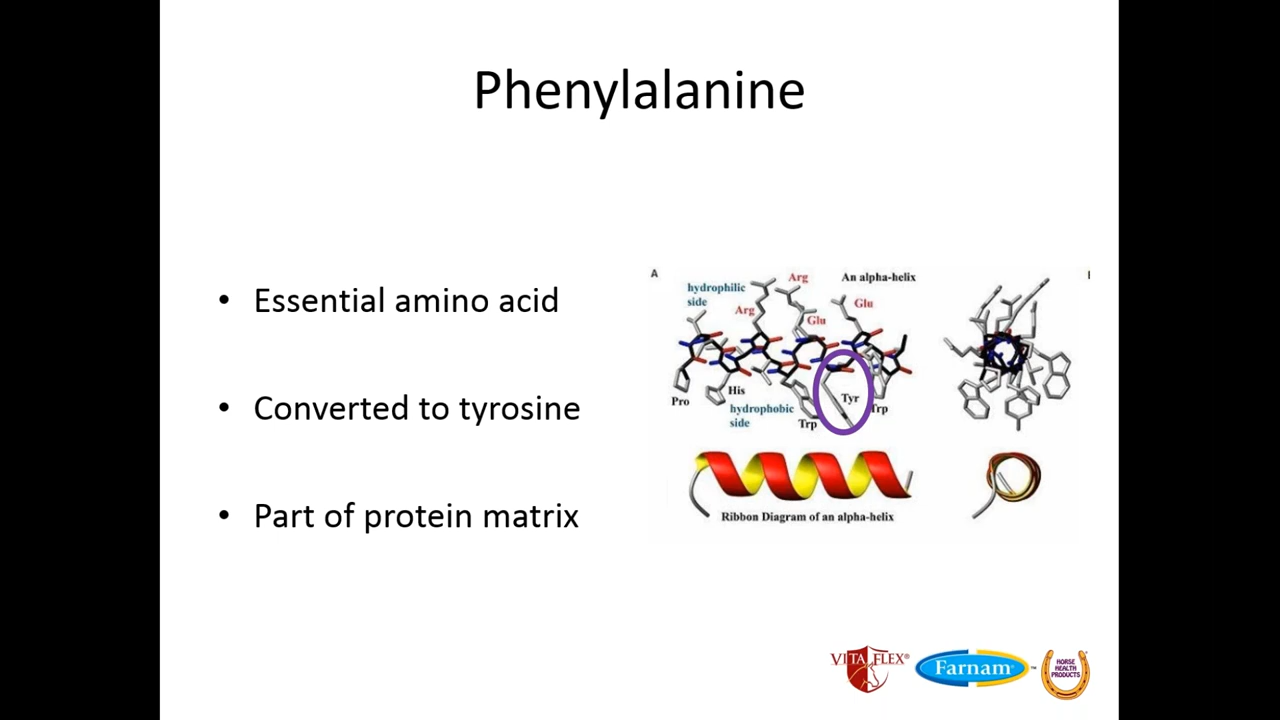 Phenylalanine
• Essential amino acid
• Converted to tyrosine
• Part of protein matrix
A
hydrophilic
side
Arg
Arg
Glu
An alpha-helix
Glu
Pro
His
hydrophobic
side
Trp
Tyr
Trp
Ribbon Diagram of an alpha-helix
VITA FLEX®
Farnam™
HORSE
HEALTH
PRODUCTS